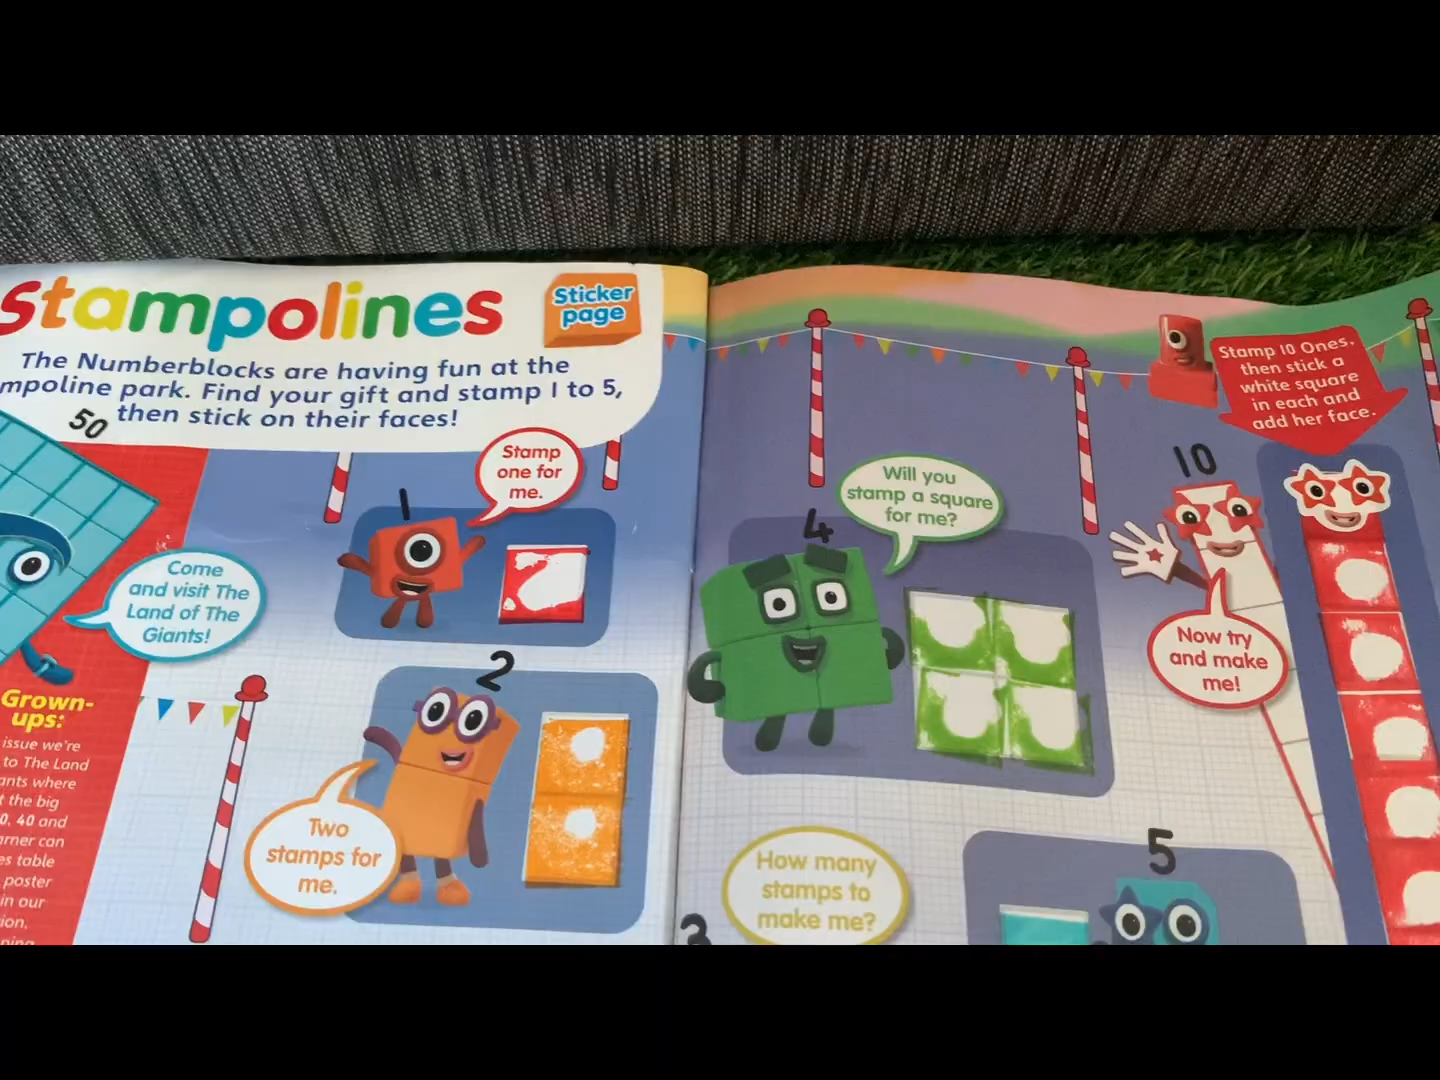 Stampolines
Sticker
page
The Numberblocks are having fun at the
mpoline park. Find your gift and stamp 1 to 5,
then stick on their faces!
50
Come
and visit The
Land of The
Giants!
Grown-
ups:
issue we're
to The Land
ants where
t the big
0, 40 and
arner can
es table
poster
in our
ion,
1
Stamp
one for
me.
2
Two
stamps for
me.
4
Will you
stamp a square
for me?
Stamp 10 Ones,
then stick a
white square
in each and
add her face.
10
Now try
and make
me!
3
How many
stamps to
make me?
5